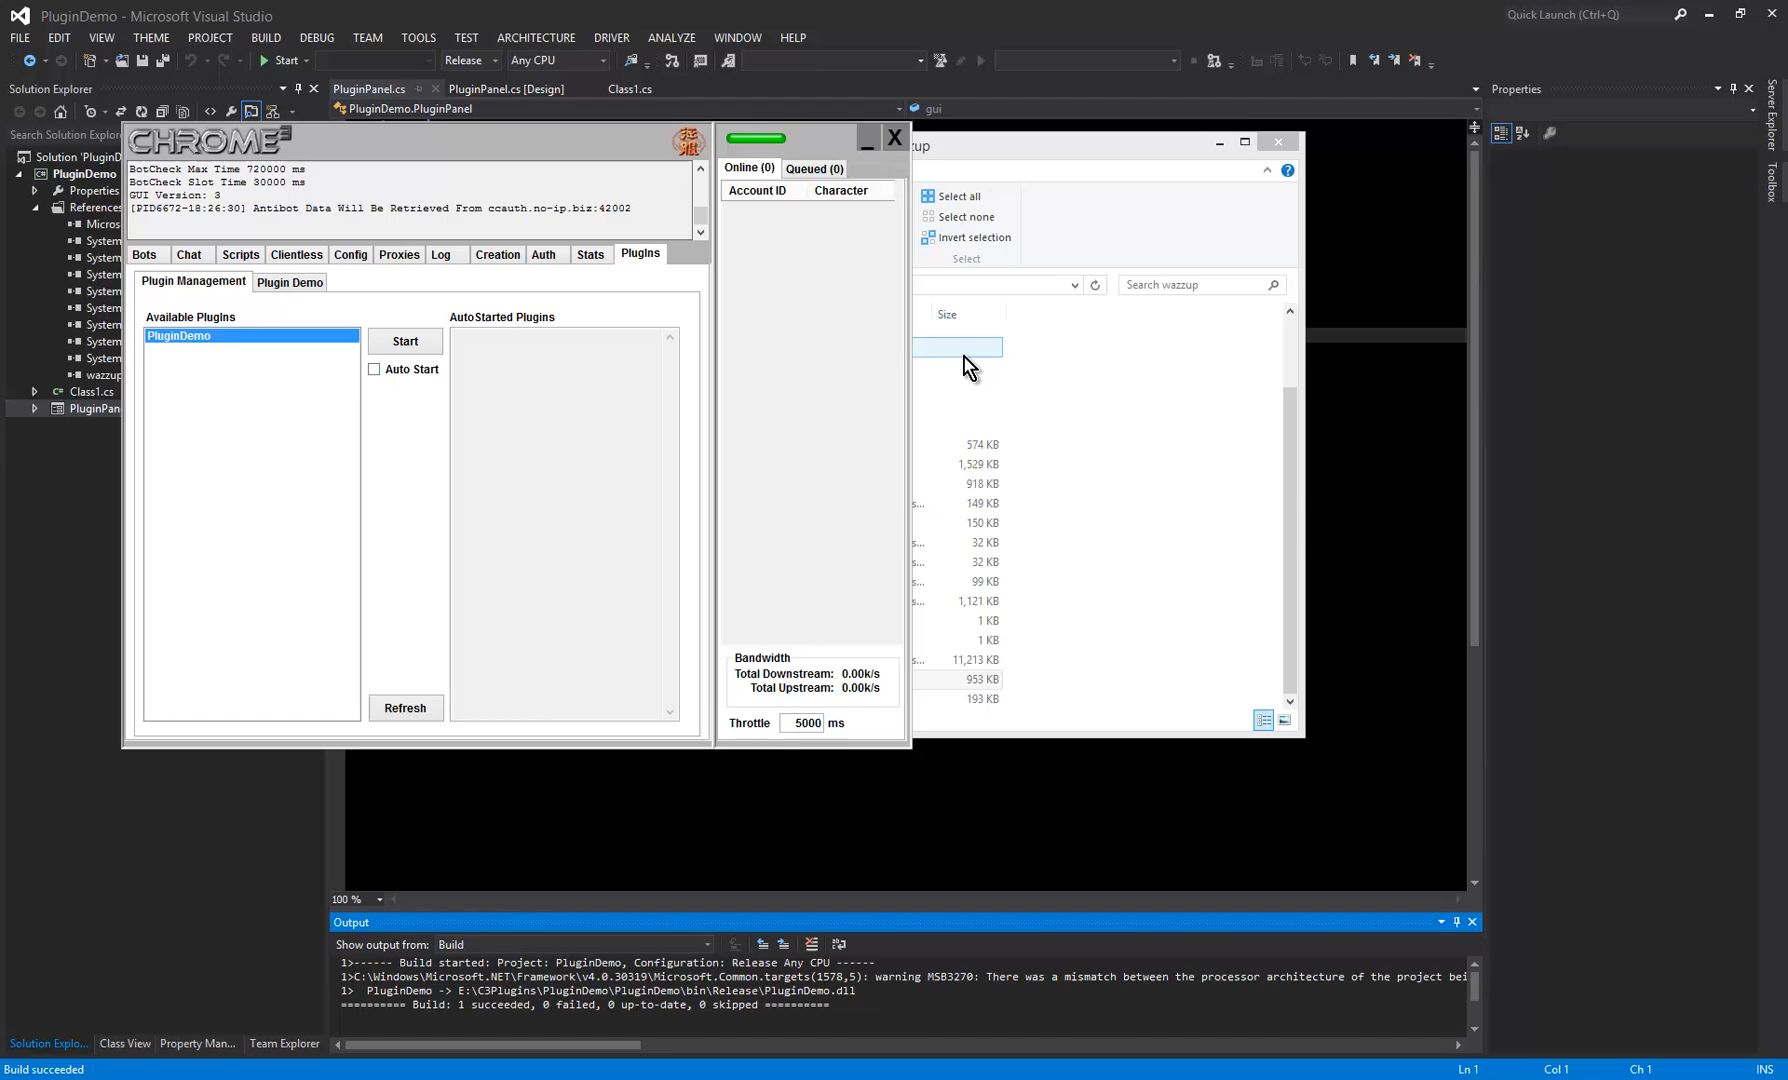 PluginDemo - Microsoft Visual Studio
Quick Launch (Ctrl+Q)
FILE EDIT VIEW THEME PROJECT BUILD DEBUG TEAM TOOLS TEST ARCHITECTURE DRIVER ANALYZE WINDOW HELP
Start Release Any CPU
Solution Explorer
PluginPanel.cs PluginPanel.cs [Design] Class1.cs
Properties
Server Explorer
Toolbox
PluginDemo.PluginPanel
gui
Search Solution Explor
Solution 'PluginD
PluginDemo
Properties
References
Micros
System
System
System
System
System
System
System
System
wazzup
Class1.cs
PluginPan
CHROME3
BotCheck Max Time 720000 ms
BotCheck Slot Time 30000 ms
GUI Version: 3
[PID6672-18:26:30] Antibot Data Will Be Retrieved From ccauth.no-ip.biz:42002
Bots Chat Scripts Clientless Config Proxies Log Creation Auth Stats PlugIns
Plugin Management Plugin Demo
Available PlugIns
AutoStarted Plugins
PluginDemo
Start
Auto Start
Refresh
X
Online (0) Queued (0)
Account ID Character
Bandwidth
Total Downstream: 0.00k/s
Total Upstream: 0.00k/s
Throttle 5000 ms
zup
Select all
Select none
Invert selection
Select
Search wazzup
Size
574 KB
1,529 KB
918 KB
s... 149 KB
150 KB
s... 32 KB
s... 32 KB
s... 99 KB
s... 1,121 KB
1 KB
1 KB
s... 11,213 KB
953 KB
193 KB
100 %
Output
Show output from: Build
1>------ Build started: Project: PluginDemo, Configuration: Release Any CPU ------
1>C:\Windows\Microsoft.NET\Framework\v4.0.30319\Microsoft.Common.targets(1578,5): warning MSB3270: There was a mismatch between the processor architecture of the project bei
1> PluginDemo -> E:\C3Plugins\PluginDemo\PluginDemo\bin\Release\PluginDemo.dll
========== Build: 1 succeeded, 0 failed, 0 up-to-date, 0 skipped ==========
Solution Explo... Class View Property Man... Team Explorer
Build succeeded
Ln 1 Col 1 Ch 1 INS